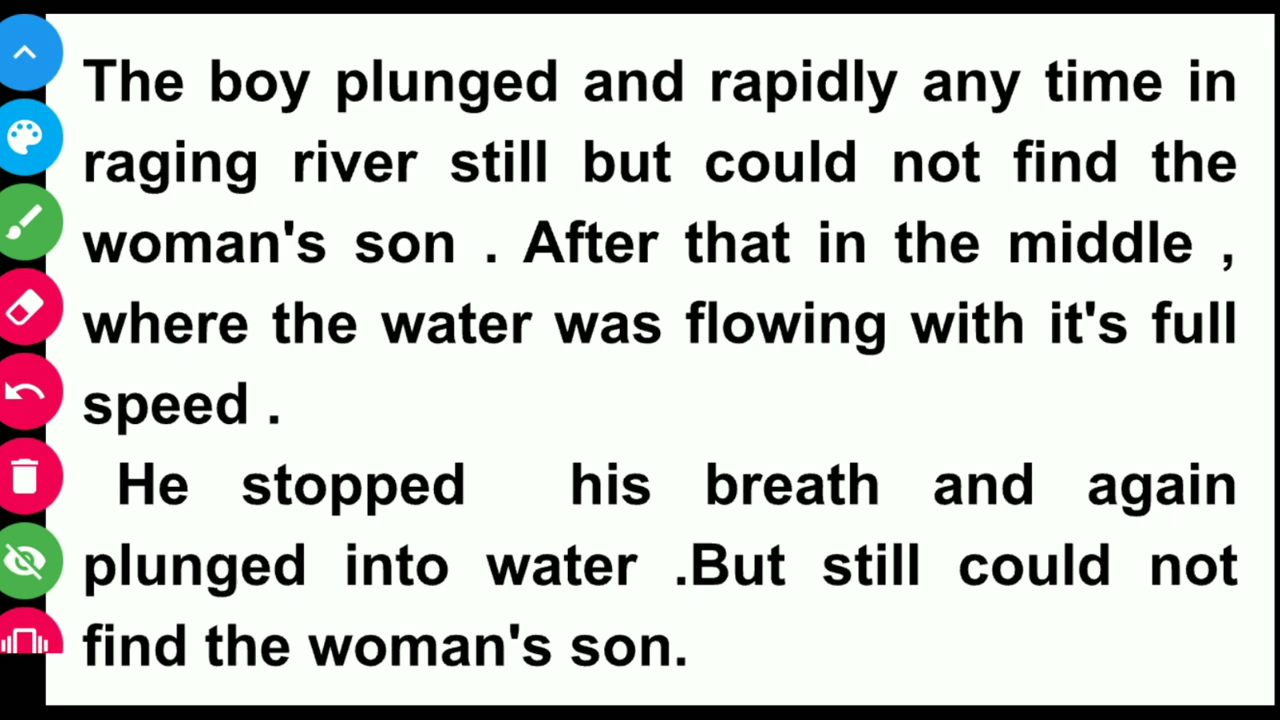 The boy plunged and rapidly any time in
raging river still but could not find the
woman's son . After that in the middle ,
where the water was flowing with it's full
speed .
He stopped his breath and again
plunged into water .But still could not
find the woman's son.